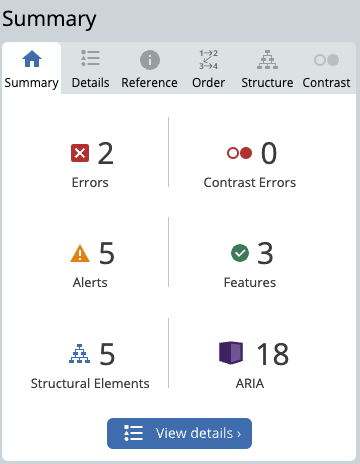 Summary
Summary Details Reference Order Structure Contrast
2 0
Errors Contrast Errors
5 3
Alerts Features
5 18
Structural Elements ARIA
View details ›